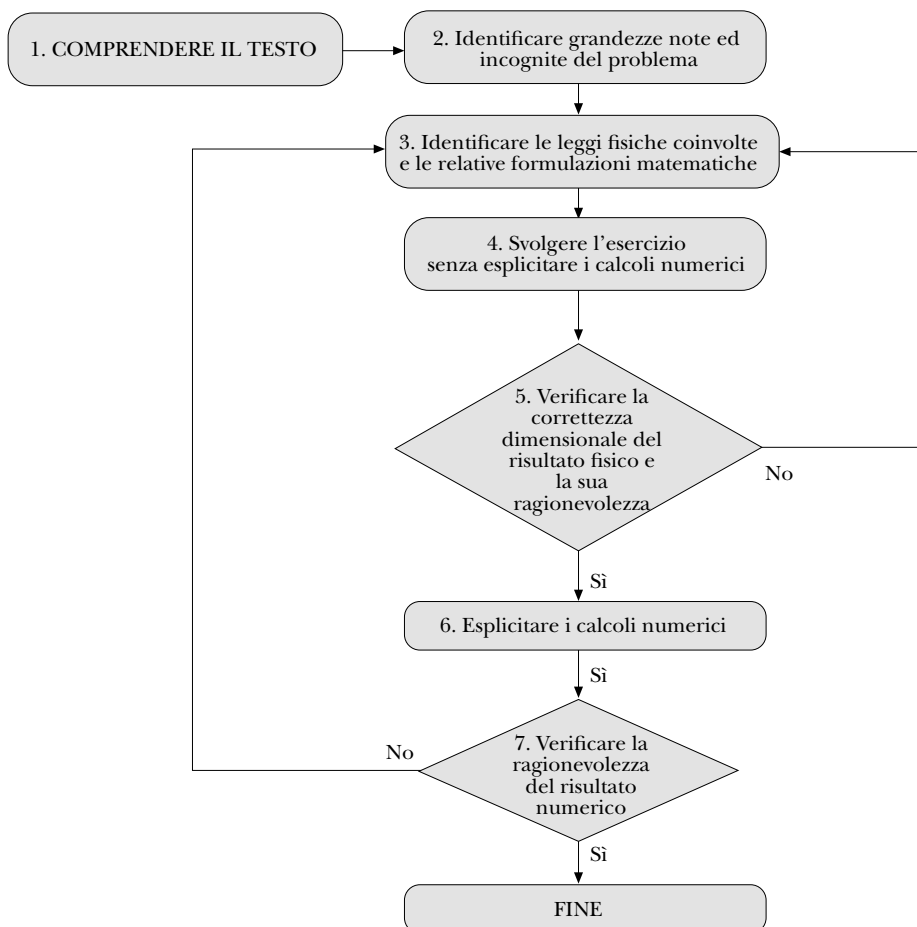 1. COMPRENDERE IL TESTO
2. Identificare grandezze note ed
incognite del problema
3. Identificare le leggi fisiche coinvolte
e le relative formulazioni matematiche
4. Svolgere l’esercizio
senza esplicitare i calcoli numerici
5. Verificare la
correttezza
dimensionale del
risultato fisico e
la sua
ragionevolezza
No
Sì
6. Esplicitare i calcoli numerici
Sì
No
7. Verificare la
ragionevolezza
del risultato
numerico
Sì
FINE